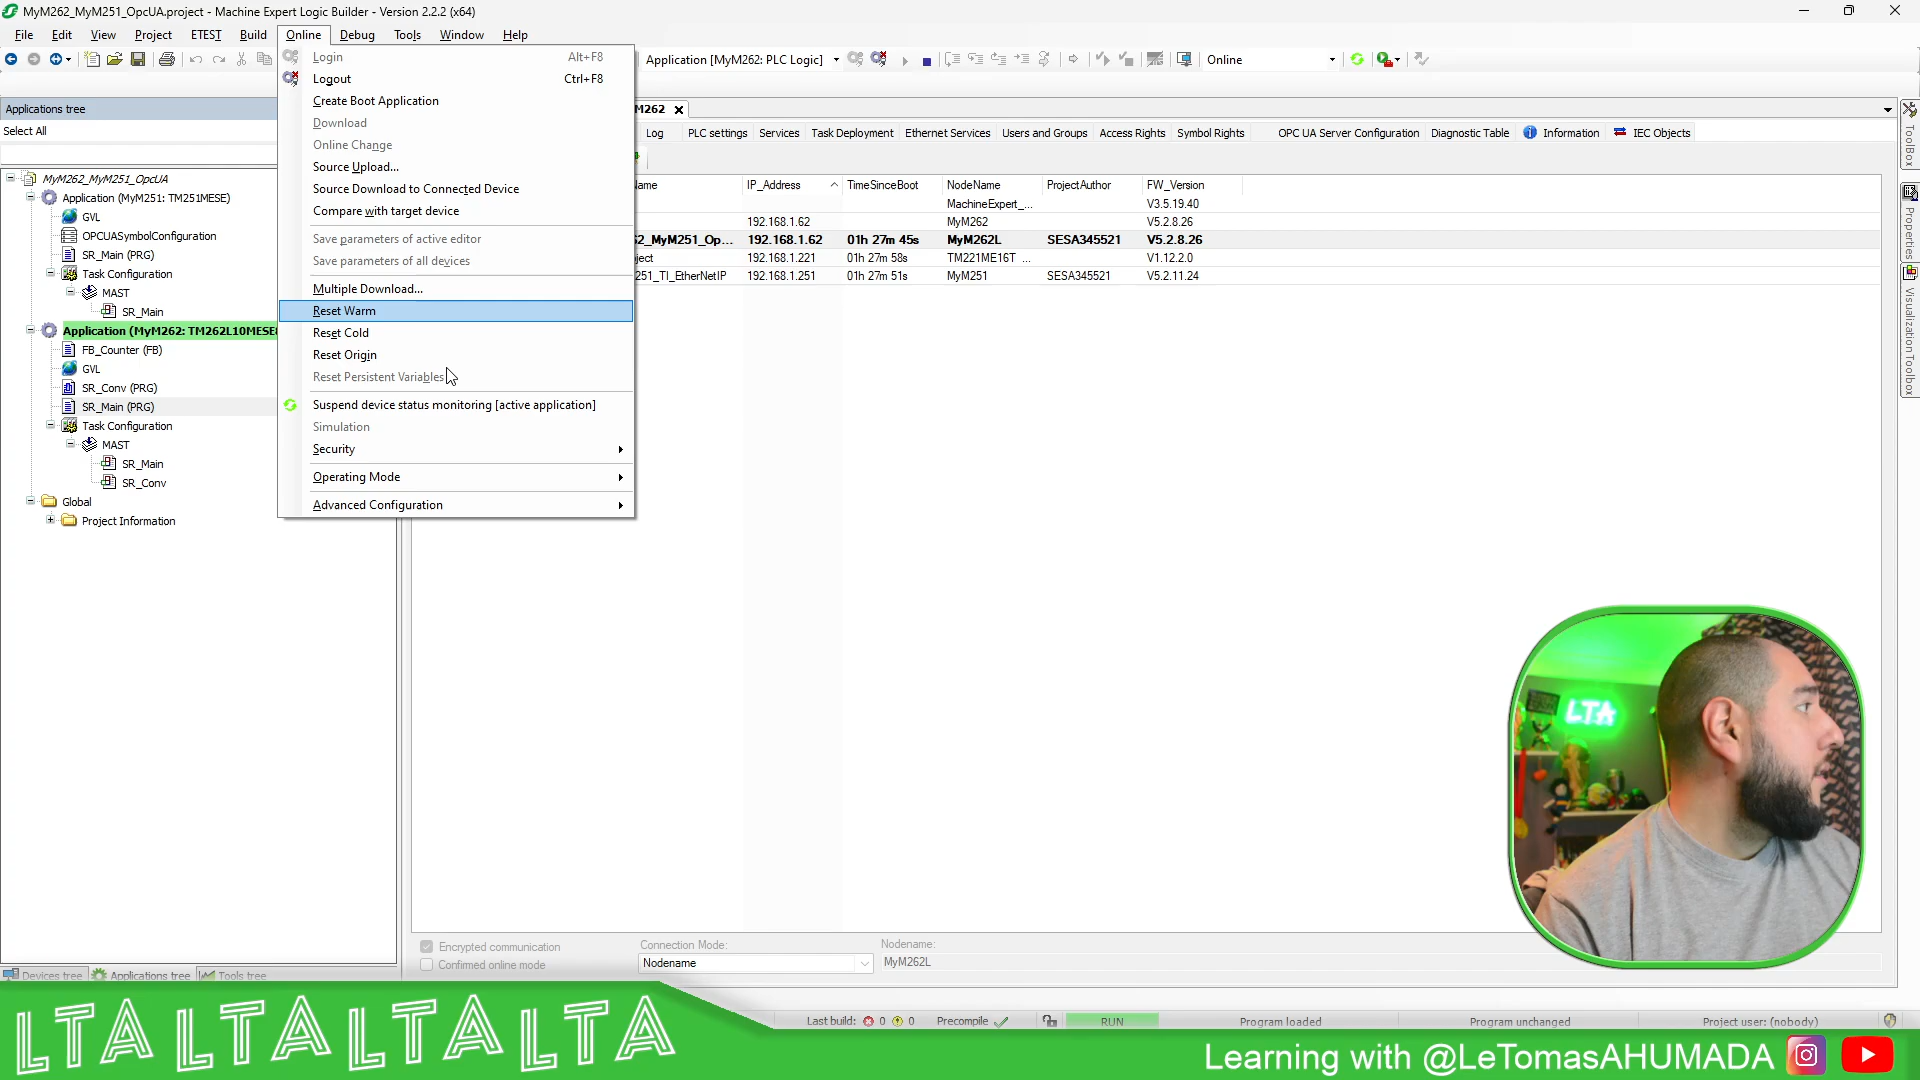 MyM262_MyM251_OpcUA.project - Machine Expert Logic Builder - Version 2.2.2 (x64)
File Edit View Project ETEST Build Online Debug Tools Window Help
Application [MyM262: PLC Logic] Online
Login Alt+F8
Logout Ctrl+F8
Create Boot Application
Download
Online Change
Source Upload...
Source Download to Connected Device
Compare with target device
Save parameters of active editor
Save parameters of all devices
Multiple Download...
Reset Warm
Reset Cold
Reset Origin
Reset Persistent Variables
Suspend device status monitoring [active application]
Simulation
Security
Operating Mode
Advanced Configuration
Applications tree
Select All
MyM262_MyM251_OpcUA
Application (MyM251: TM251MESE)
GVL
OPCUASymbolConfiguration
SR_Main (PRG)
Task Configuration
MAST
SR_Main
Application (MyM262: TM262L10MESE
FB_Counter (FB)
GVL
SR_Conv (PRG)
SR_Main (PRG)
Task Configuration
MAST
SR_Main
SR_Conv
Global
Project Information
Devices tree Applications tree Tools tree
M262
Log PLC settings Services Task Deployment Ethernet Services Users and Groups Access Rights Symbol Rights OPC UA Server Configuration Diagnostic Table Information IEC Objects
ame IP_Address TimeSinceBoot NodeName ProjectAuthor FW_Version
MachineExpert_... V3.5.19.40
192.168.1.62 MyM262 V5.2.8.26
2_MyM251_Op... 192.168.1.62 01h 27m 45s MyM262L SESA345521 V5.2.8.26
ject 192.168.1.221 01h 27m 58s TM221ME16T ... V1.12.2.0
251_TI_EtherNetIP 192.168.1.251 01h 27m 51s MyM251 SESA345521 V5.2.11.24
ToolBox
Properties
Visualization Toolbox
LTA
Encrypted communication
Confirmed online mode
Connection Mode:
Nodename
Nodename:
MyM262L
Last build: 0 0 Precompile RUN Program loaded Program unchanged Project user: (nobody)
LTALTALTALTA
Learning with @LeTomasAHUMADA